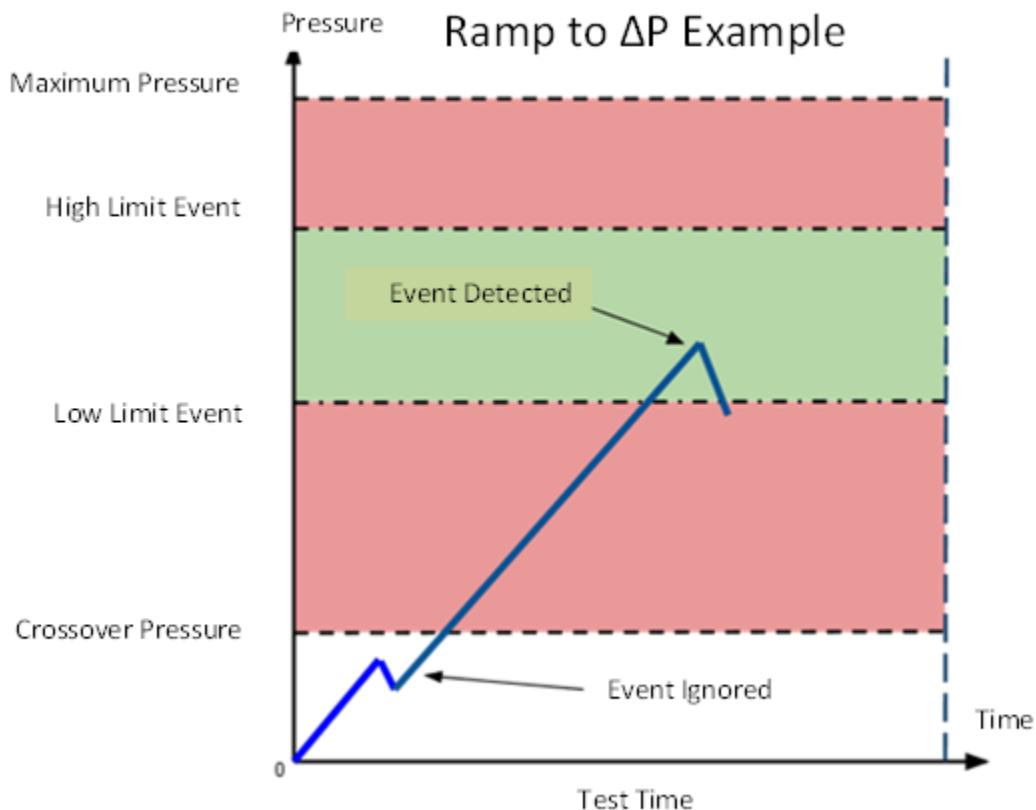 Pressure
Ramp to ΔP Example
Maximum Pressure
High Limit Event
Event Detected
Low Limit Event
Crossover Pressure
Event Ignored
Time
0
Test Time